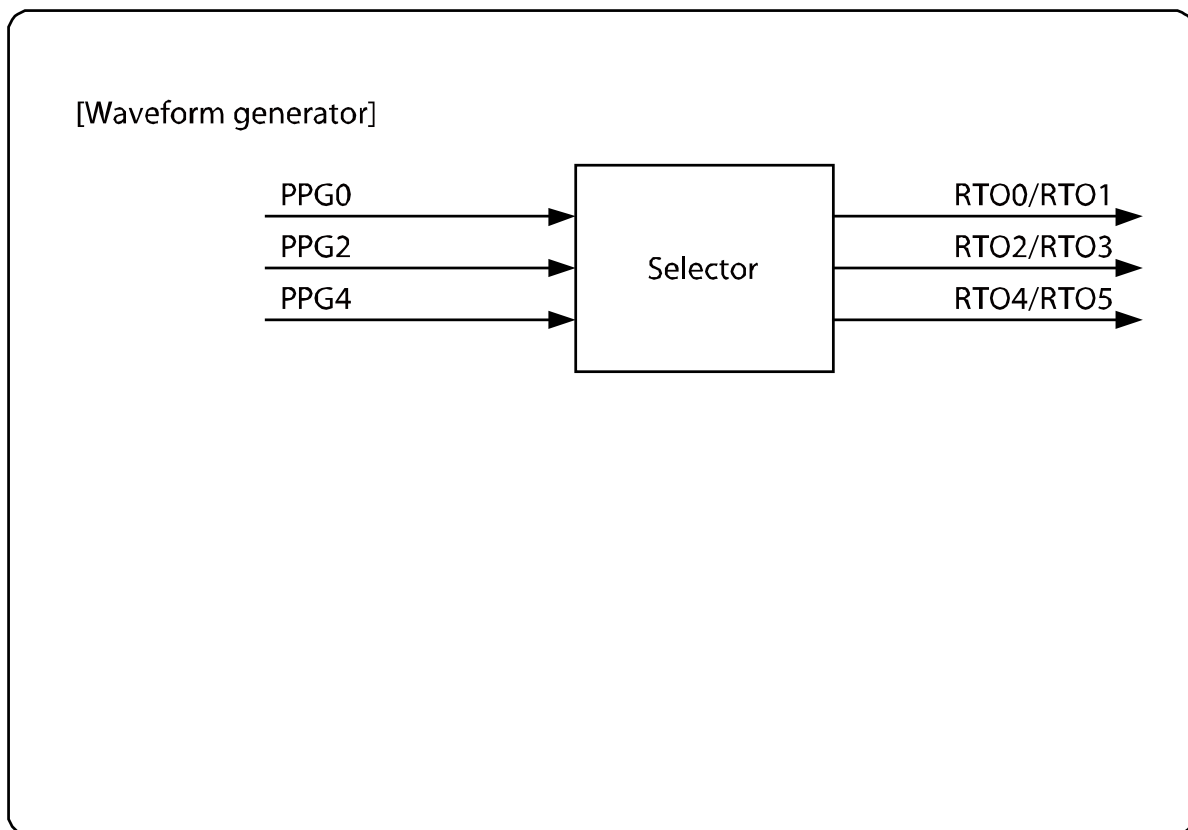 [Waveform generator]
PPG0
RTO0/RTO1
PPG2
RTO2/RTO3
Selector
PPG4
RTO4/RTO5